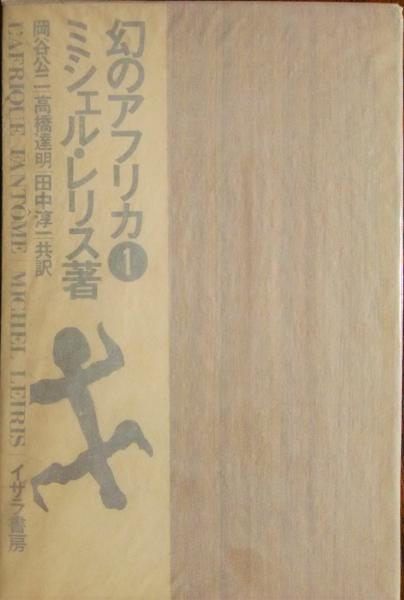 幻のアフリカ❶
ミシェル・レリス著
岡谷公二/高橋達明/田中淳一共訳
L'AFRIQUE FANTÔME/MICHEL LEIRIS
イザラ書房